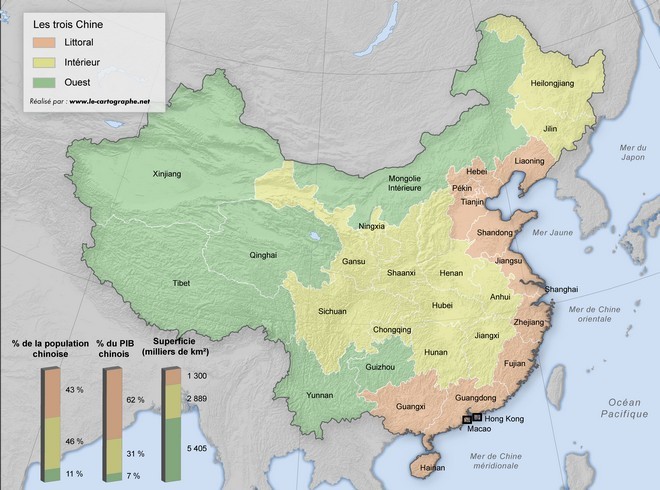 Les trois Chine
Littoral
Intérieur
Ouest
Réalisé par : www.le-cartographe.net
Heilongjiang
Jilin
Liaoning
Mer du
Japon
Xinjiang
Mongolie
Intérieure
Hebei
Pékin
Tianjin
Ningxia
Shandong
Mer Jaune
Qinghai
Gansu
Shaanxi
Henan
Jiangsu
Tibet
Shanghai
Anhui
Hubei
Sichuan
Zhejiang
Mer de Chine
orientale
Chongqing
Jiangxi
Hunan
Fujian
Guizhou
Yunnan
Guangxi
Guangdong
Hong Kong
Macao
Océan
Pacifique
Hainan
Mer de Chine
méridionale
% de la population
chinoise
43 %
46 %
11 %
% du PIB
chinois
62 %
31 %
7 %
Superficie
(milliers de km²)
1 300
2 889
5 405